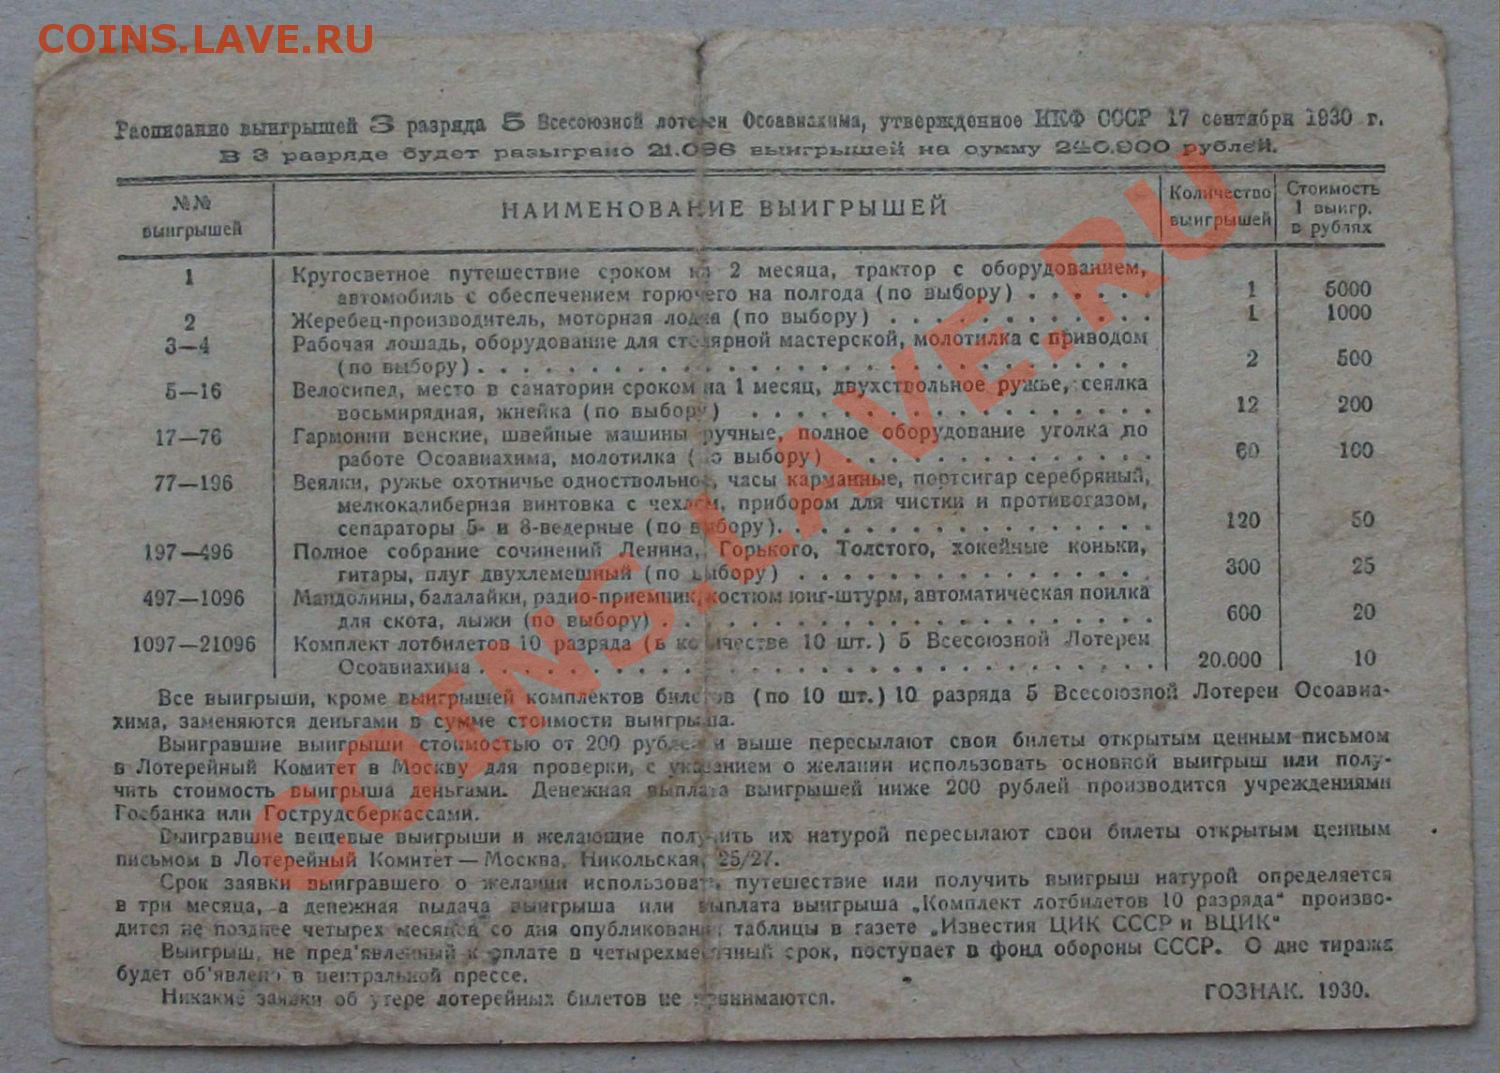 COINS.LAVE.RU
Расписание выигрышей 3 разряда 5 Всесоюзной лотереи Осоавиахима, утвержденное НКФ СССР 17 сентября 1930 г.
В 3 разряде будет разыграно 21.096 выигрышей на сумму 240.900 рублей.
№№ выигрышей НАИМЕНОВАНИЕ ВЫИГРЫШЕЙ Количество выигрышей Стоимость 1 выигр. в рублях
1 Кругосветное путешествие сроком на 2 месяца, трактор с оборудованием,
автомобиль с обеспечением горючего на полгода (по выбору) . . . . . . 1 5000
2 Жеребец-производитель, моторная лодка (по выбору) . . . . . . . . . . . . 1 1000
3—4 Рабочая лошадь, оборудование для столярной мастерской, молотилка с приводом
(по выбору) . . . . . . . . . . . . . . . . . . . . . . . 2 500
5—16 Велосипед, место в санатории сроком на 1 месяц, двухствольное ружье, сеялка
восьмирядная, жнейка (по выбору) . . . . . . . . . . . . . . . . . . 12 200
17—76 Гармонии венские, швейные машины ручные, полное оборудование уголка по
работе Осоавиахима, молотилка (по выбору) . . . . . . . . . . . . . . 60 100
77—196 Веялки, ружье охотничье одноствольное, часы карманные, портсигар серебряный,
мелкокалиберная винтовка с чехлом, прибором для чистки и противогазом,
сепараторы 5- и 8-ведерные (по выбору). . . . . . . . . . . . . . . . . 120 50
197—496 Полное собрание сочинений Ленина, Горького, Толстого, хокейные коньки,
гитары, плуг двухлемешный (по выбору) . . . . . . . . . . . . . . . . 300 25
497—1096 Мандолины, балалайки, радио-приемник, костюм юнг-штурм, автоматическая поилка
для скота, лыжи (по выбору) . . . . . . . . . . . . . . . . . . . . . . 600 20
1097—21096 Комплект лотбилетов 10 разряда (в количестве 10 шт.) 5 Всесоюзной Лотереи
Осоавиахима . . . . . . . . . . . . . . . . . . . . . . . . . . . . . . 20.000 10
Все выигрыши, кроме выигрышей комплектов билетов (по 10 шт.) 10 разряда 5 Всесоюзной Лотереи Осоавиа-
хима, заменяются деньгами в сумме стоимости выигрыша.
Выигравшие выигрыши стоимостью от 200 рублей и выше пересылают свои билеты открытым ценным письмом
в Лотерейный Комитет в Москву для проверки, с указанием о желании использовать основной выигрыш или полу-
чить стоимость выигрыша деньгами. Денежная выплата выигрышей ниже 200 рублей производится учреждениями
Госбанка или Гострудсберкассами.
Выигравшие вещевые выигрыши и желающие получить их натурой пересылают свои билеты открытым ценным
письмом в Лотерейный Комитет — Москва, Никольская, 25/27.
Срок заявки выигравшего о желании использовать путешествие или получить выигрыш натурой определяется
в три месяца, а денежная выдача выигрыша или выплата выигрыша „Комплект лотбилетов 10 разряда“ произво-
дится не позднее четырех месяцев со дня опубликования таблицы в газете „Известия ЦИК СССР и ВЦИК“
Выигрыш, не пред'явленный к оплате в четырехмесячный срок, поступает в фонд обороны СССР. О дне тиража
будет об'явлено в центральной прессе.
Никакие заявки об утере лотерейных билетов не принимаются. ГОЗНАК. 1930.
COINS.LAVE.RU